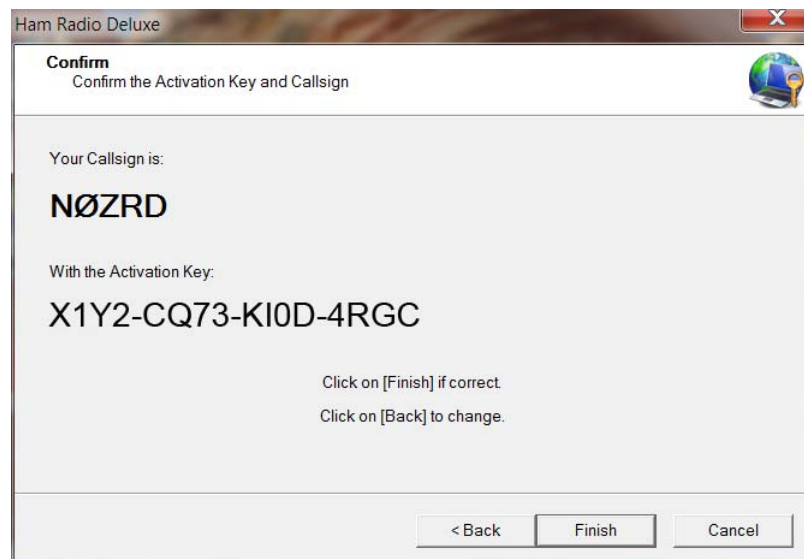 Ham Radio Deluxe
Confirm
Confirm the Activation Key and Callsign
Your Callsign is:
NØZRD
With the Activation Key:
X1Y2-CQ73-KI0D-4RGC
Click on [Finish] if correct.
Click on [Back] to change.
< Back Finish Cancel